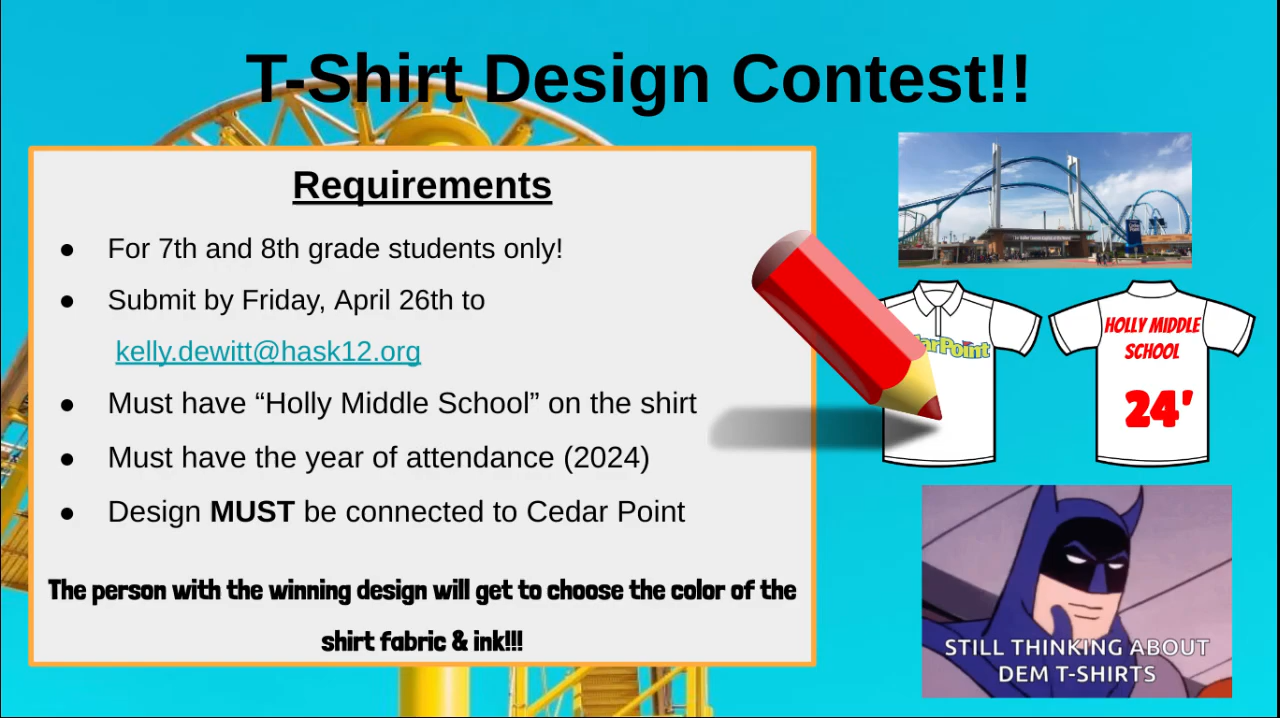 T-Shirt Design Contest!!
Requirements
● For 7th and 8th grade students only!
● Submit by Friday, April 26th to
kelly.dewitt@hask12.org
● Must have “Holly Middle School” on the shirt
● Must have the year of attendance (2024)
● Design MUST be connected to Cedar Point
The person with the winning design will get to choose the color of the
shirt fabric & ink!!!
arPoint
HOLLY MIDDLE
SCHOOL
24'
STILL THINKING ABOUT
DEM T-SHIRTS